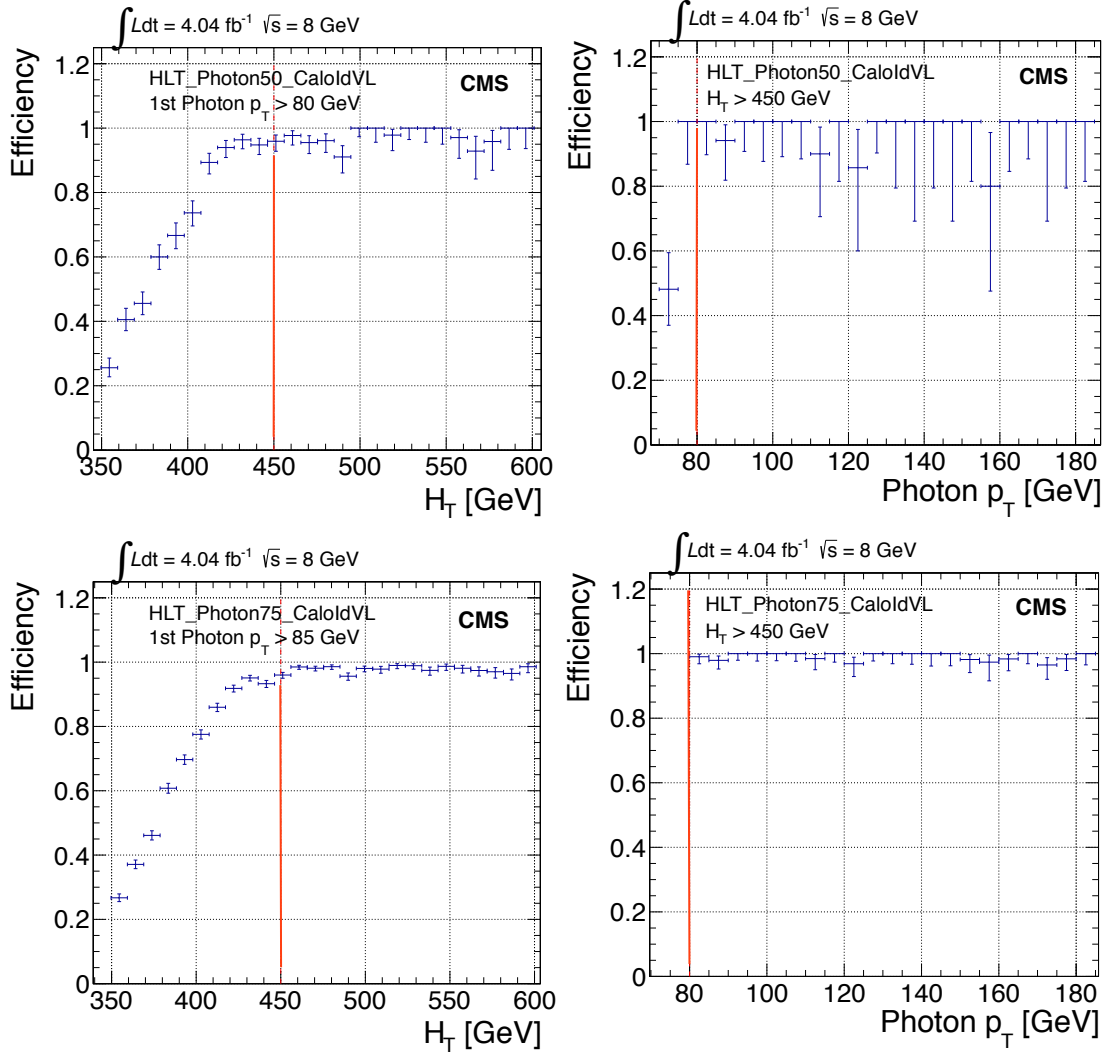 ∫Ldt = 4.04 fb⁻¹ √s = 8 GeV
Efficiency
1.2
1
0.8
0.6
0.4
0.2
0
HLT_Photon50_CaloIdVL
1st Photon p_T > 80 GeV
CMS
350 400 450 500 550 600
H_T [GeV]
∫Ldt = 4.04 fb⁻¹ √s = 8 GeV
Efficiency
1.2
1
0.8
0.6
0.4
0.2
0
HLT_Photon50_CaloIdVL
H_T > 450 GeV
CMS
80 100 120 140 160 180
Photon p_T [GeV]
∫Ldt = 4.04 fb⁻¹ √s = 8 GeV
Efficiency
1.2
1
0.8
0.6
0.4
0.2
0
HLT_Photon75_CaloIdVL
1st Photon p_T > 85 GeV
CMS
350 400 450 500 550 600
H_T [GeV]
∫Ldt = 4.04 fb⁻¹ √s = 8 GeV
Efficiency
1.2
1
0.8
0.6
0.4
0.2
0
HLT_Photon75_CaloIdVL
H_T > 450 GeV
CMS
80 100 120 140 160 180
Photon p_T [GeV]